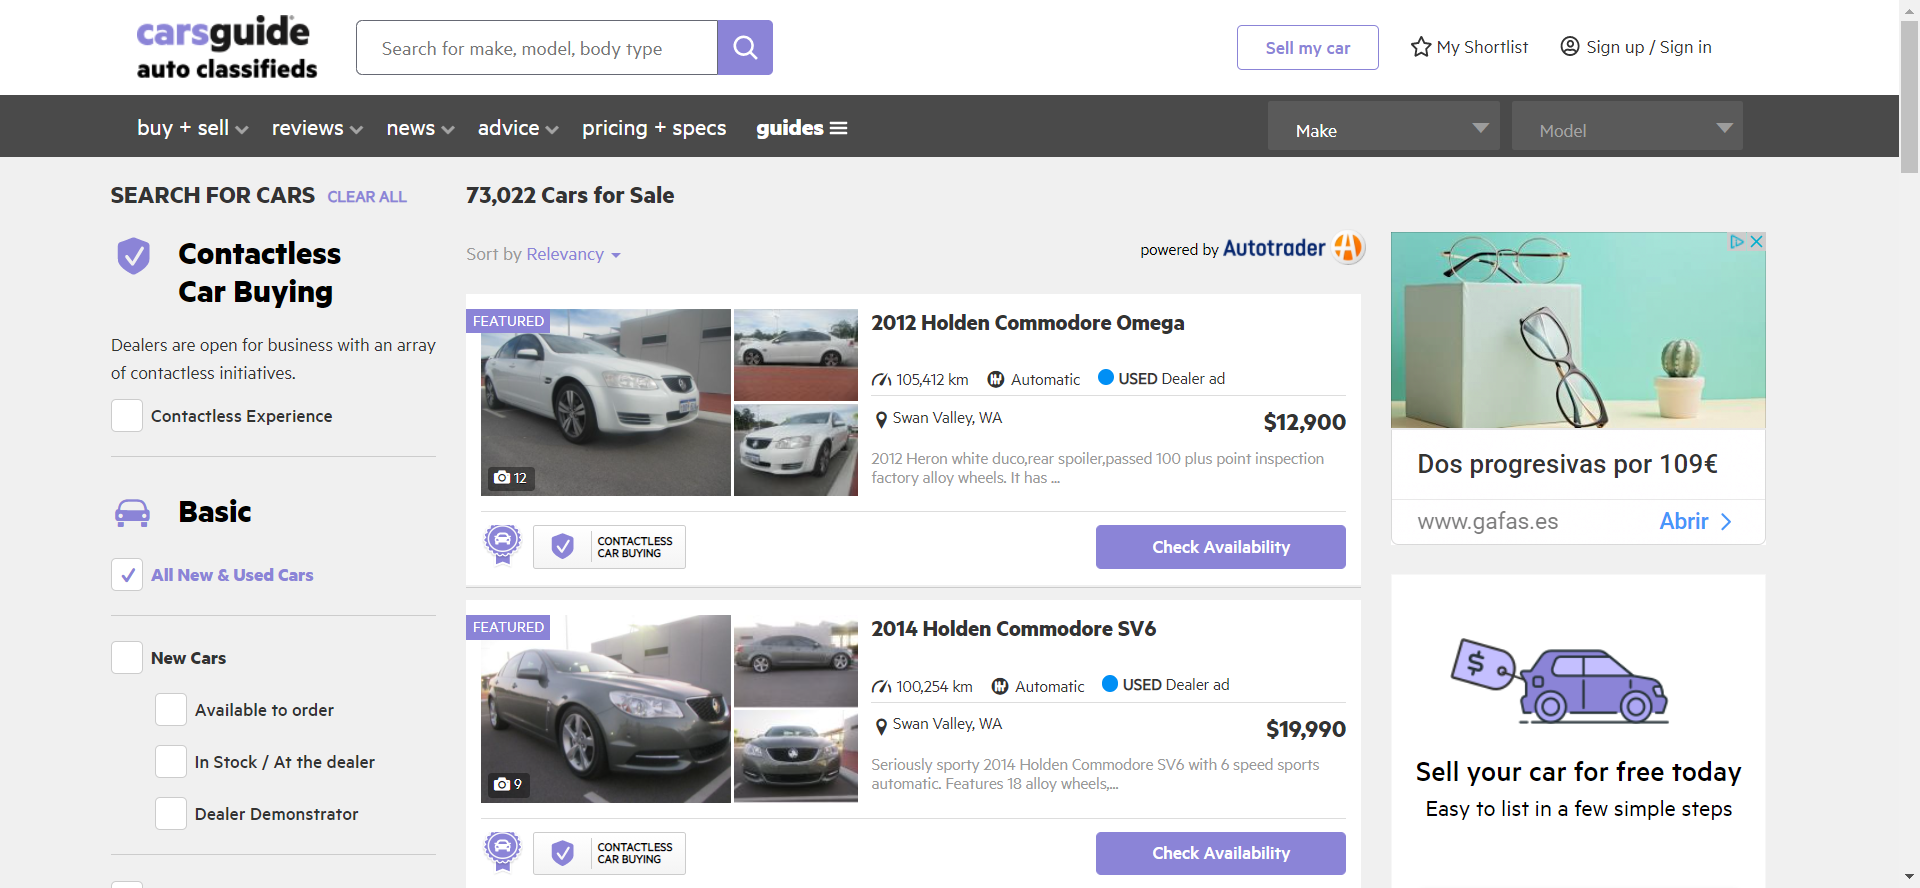 carsguide
auto classifieds
Search for make, model, body type
Sell my car
My Shortlist
Sign up / Sign in
buy + sell
reviews
news
advice
pricing + specs
guides
Make
Model
SEARCH FOR CARS CLEAR ALL
Contactless
Car Buying
Dealers are open for business with an array
of contactless initiatives.
Contactless Experience
Basic
All New & Used Cars
New Cars
Available to order
In Stock / At the dealer
Dealer Demonstrator
73,022 Cars for Sale
Sort by Relevancy
powered by Autotrader
FEATURED
12
2012 Holden Commodore Omega
105,412 km
Automatic
USED Dealer ad
Swan Valley, WA
$12,900
2012 Heron white duco,rear spoiler,passed 100 plus point inspection
factory alloy wheels. It has ...
CONTACTLESS
CAR BUYING
Check Availability
FEATURED
9
2014 Holden Commodore SV6
100,254 km
Automatic
USED Dealer ad
Swan Valley, WA
$19,990
Seriously sporty 2014 Holden Commodore SV6 with 6 speed sports
automatic. Features 18 alloy wheels,...
CONTACTLESS
CAR BUYING
Check Availability
Dos progresivas por 109€
www.gafas.es
Abrir
$
Sell your car for free today
Easy to list in a few simple steps